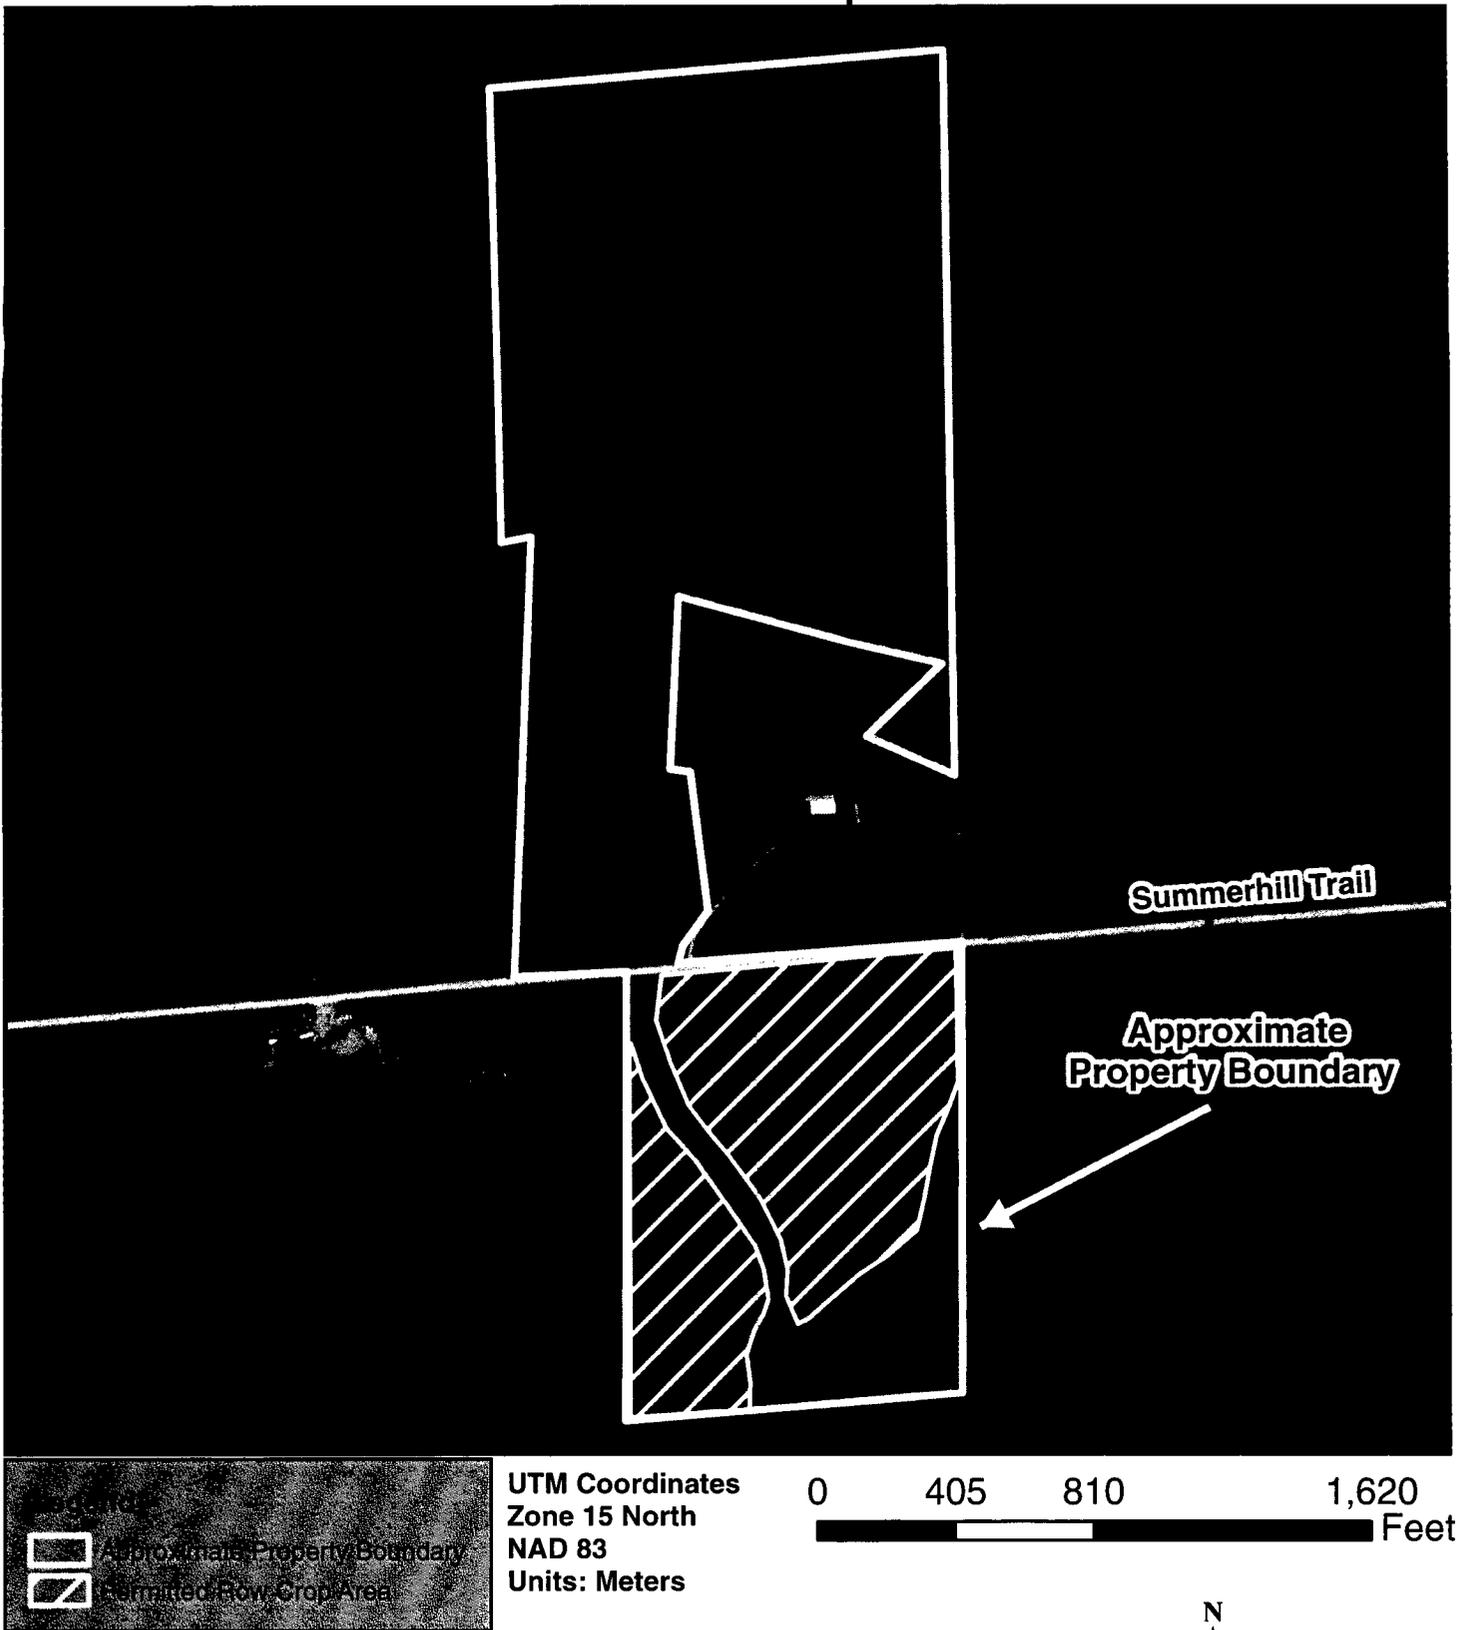 Summerhill Trail
Approximate
Property Boundary
Legend
Approximate Property Boundary
Permitted Row Crop Area
UTM Coordinates
Zone 15 North
NAD 83
Units: Meters
0 405 810 1,620
Feet
N